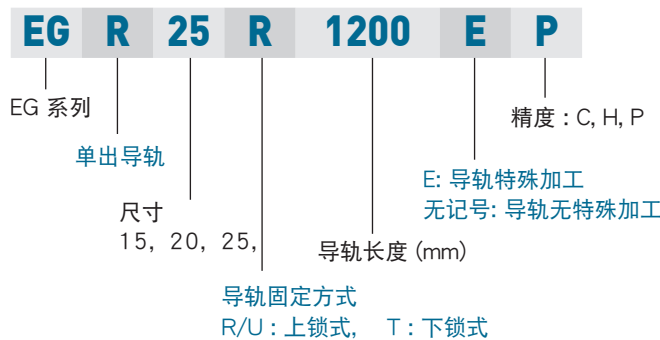 EG R 25 R 1200 E P
EG 系列
精度 : C, H, P
单出导轨
E: 导轨特殊加工
无记号: 导轨无特殊加工
尺寸
15, 20, 25,
导轨长度 (mm)
导轨固定方式
R/U : 上锁式, T : 下锁式